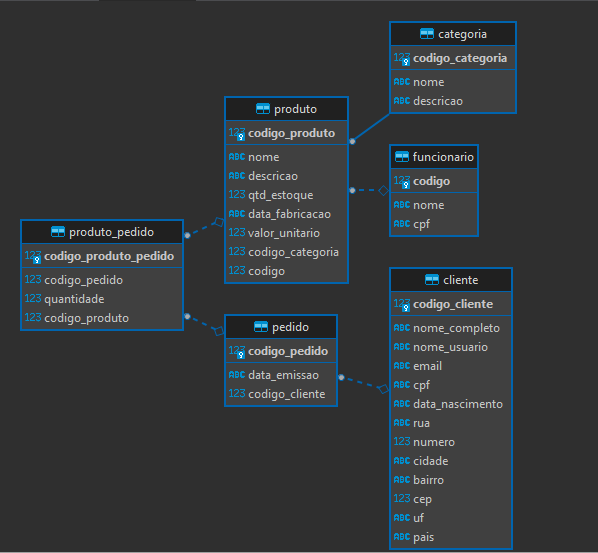 categoria
123 codigo_categoria
ABC nome
ABC descricao
produto
123 codigo_produto
ABC nome
ABC descricao
123 qtd_estoque
ABC data_fabricacao
123 valor_unitario
123 codigo_categoria
123 codigo
funcionario
123 codigo
ABC nome
ABC cpf
produto_pedido
123 codigo_produto_pedido
123 codigo_pedido
123 quantidade
123 codigo_produto
pedido
123 codigo_pedido
ABC data_emissao
123 codigo_cliente
cliente
123 codigo_cliente
ABC nome_completo
ABC nome_usuario
ABC email
ABC cpf
ABC data_nascimento
ABC rua
123 numero
ABC cidade
ABC bairro
123 cep
ABC uf
ABC pais